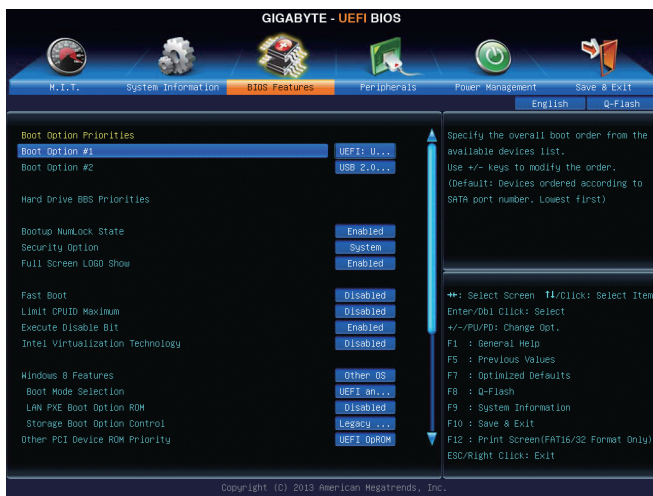 GIGABYTE - UEFI BIOS
M.I.T. System Information BIOS Features Peripherals Power Management Save & Exit
English Q-Flash
Boot Option Priorities
Boot Option #1 UEFI: U...
Boot Option #2 USB 2.0...
Hard Drive BBS Priorities
Bootup NumLock State Enabled
Security Option System
Full Screen LOGO Show Enabled
Fast Boot Disabled
Limit CPUID Maximum Disabled
Execute Disable Bit Enabled
Intel Virtualization Technology Disabled
Windows 8 Features Other OS
Boot Mode Selection UEFI an...
LAN PXE Boot Option ROM Disabled
Storage Boot Option Control Legacy ...
Other PCI Device ROM Priority UEFI OpROM
Specify the overall boot order from the
available devices list.
Use +/- keys to modify the order.
(Default: Devices ordered according to
SATA port number. Lowest first)
↔: Select Screen ↑↓/Click: Select Item
Enter/Dbl Click: Select
+/-/PU/PD: Change Opt.
F1 : General Help
F5 : Previous Values
F7 : Optimized Defaults
F8 : Q-Flash
F9 : System Information
F10 : Save & Exit
F12 : Print Screen(FAT16/32 Format Only)
ESC/Right Click: Exit
Copyright (C) 2013 American Megatrends, Inc.